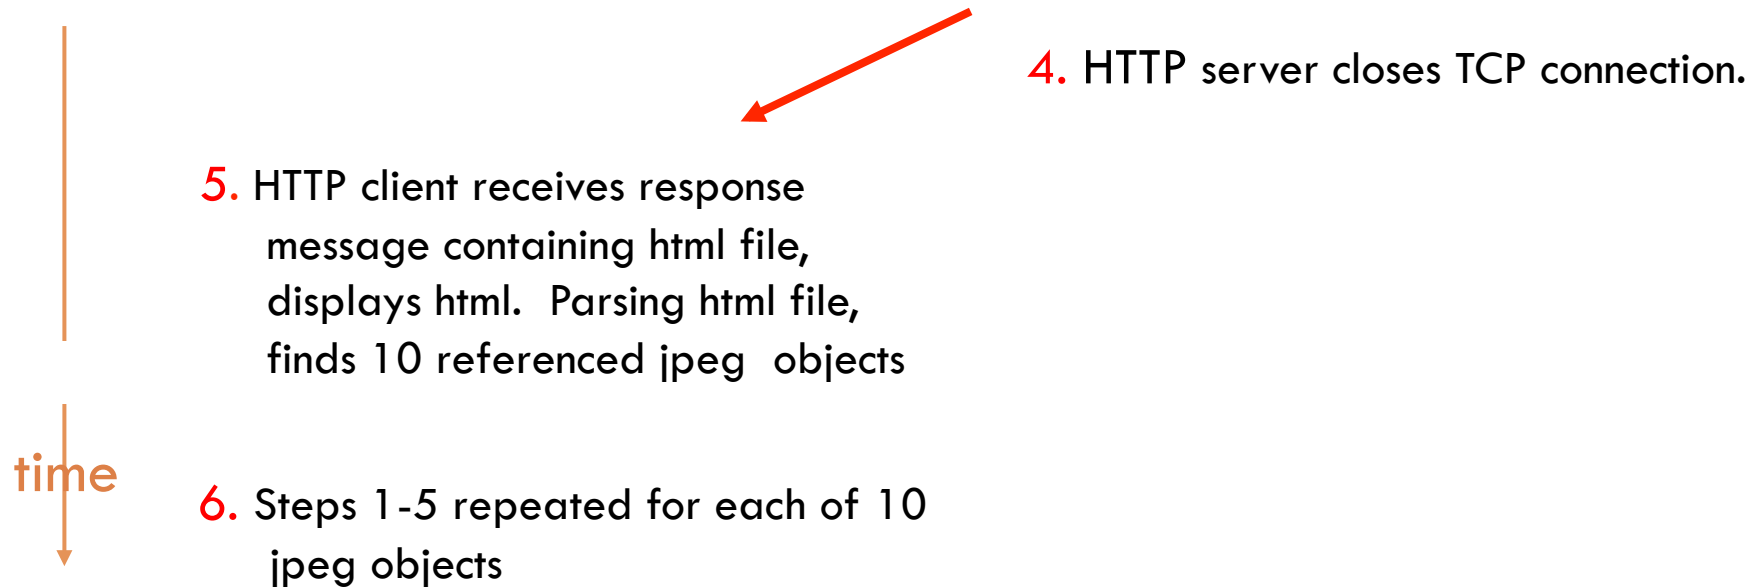 4. HTTP server closes TCP connection.
5. HTTP client receives response
message containing html file,
displays html. Parsing html file,
finds 10 referenced jpeg objects
time
6. Steps 1-5 repeated for each of 10
jpeg objects